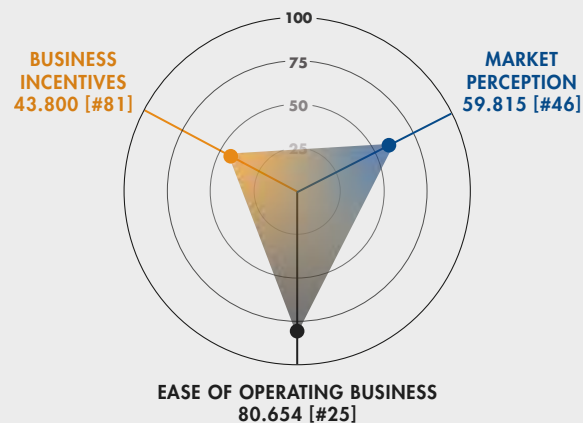 100
75
50
25
BUSINESS
INCENTIVES
43.800 [#81]
MARKET
PERCEPTION
59.815 [#46]
EASE OF OPERATING BUSINESS
80.654 [#25]